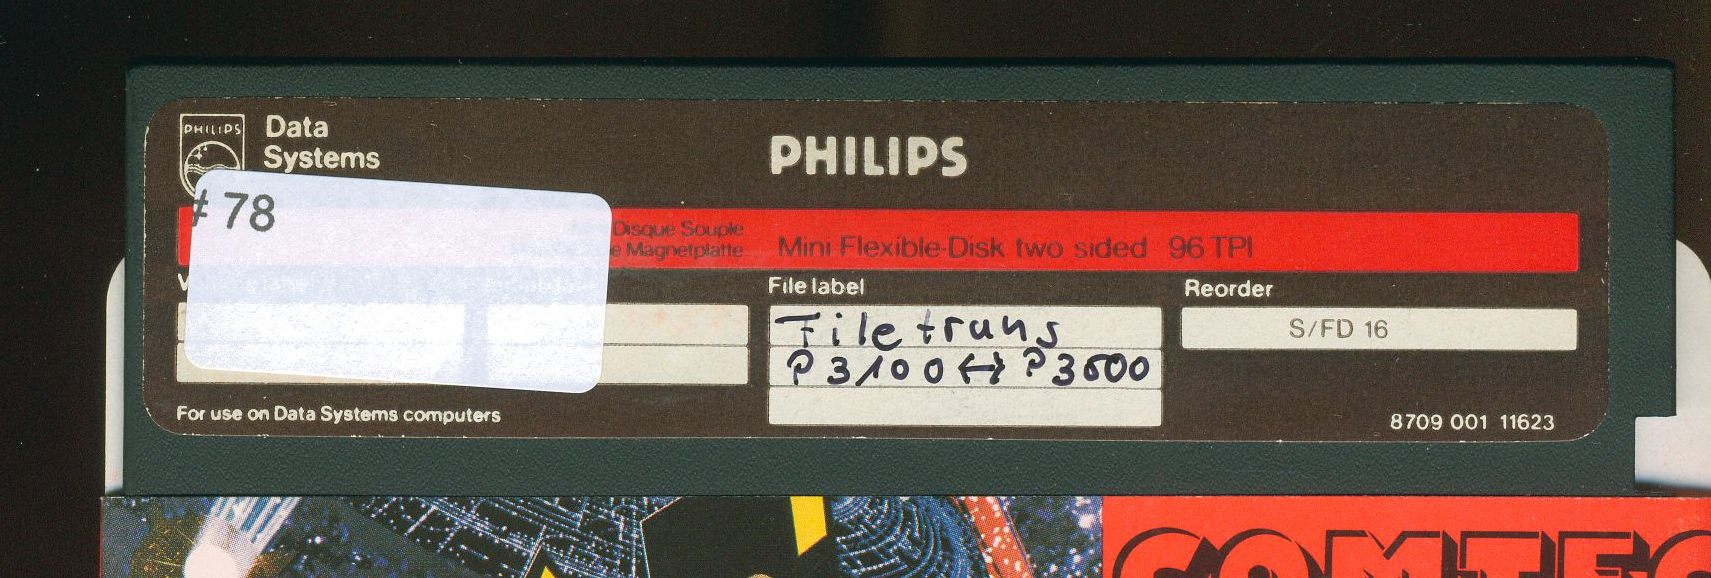 PHILIPS
Data
Systems
PHILIPS
# 78
Disque Souple
Magnetplatte
Mini Flexible-Disk two sided 96 TPI
File label
Reorder
Filetrans
P3100 ↔ P3500
S/FD 16
For use on Data Systems computers
8709 001 11623